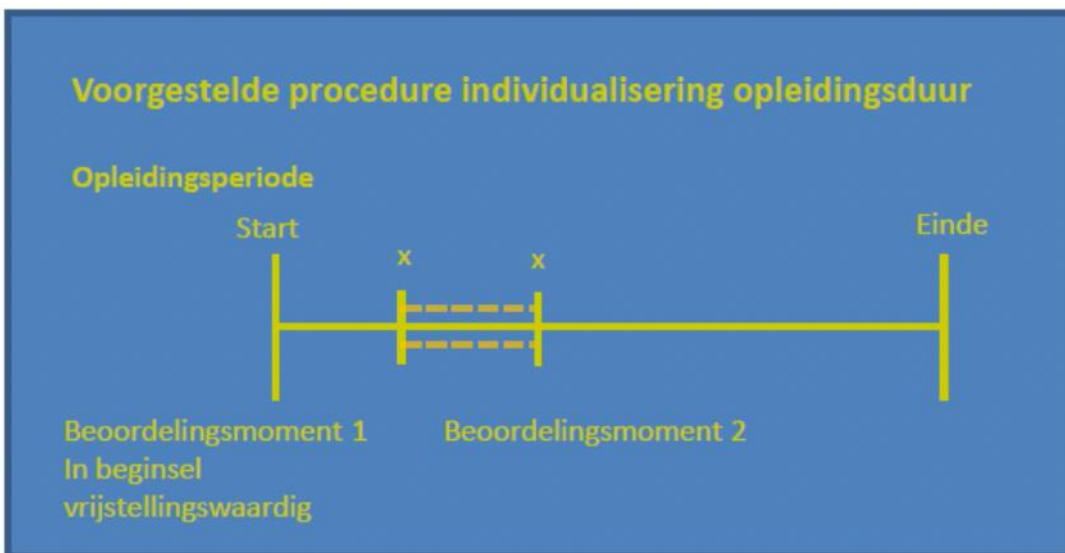 Voorgestelde procedure individualisering opleidingsduur
Opleidingsperiode
Start
Einde
x
x
Beoordelingsmoment 1
Beoordelingsmoment 2
In beginsel
vrijstellingswaardig